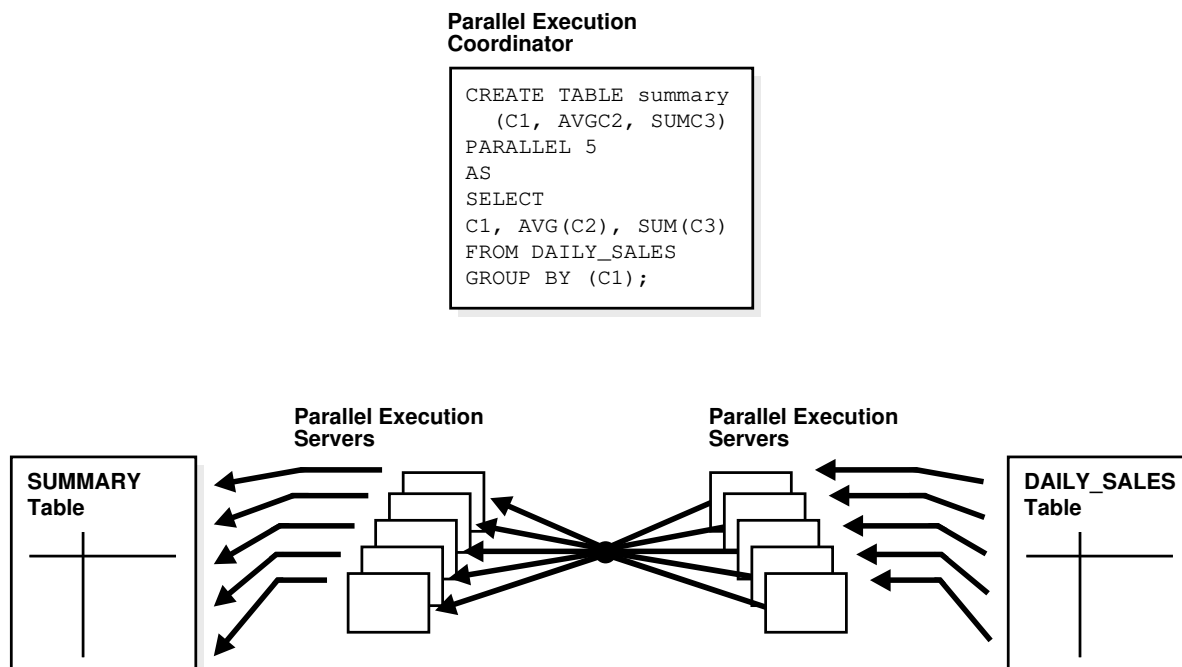 Parallel Execution
Coordinator
CREATE TABLE summary
(C1, AVGC2, SUMC3)
PARALLEL 5
AS
SELECT
C1, AVG(C2), SUM(C3)
FROM DAILY_SALES
GROUP BY (C1);
Parallel Execution
Servers
Parallel Execution
Servers
SUMMARY
Table
DAILY_SALES
Table